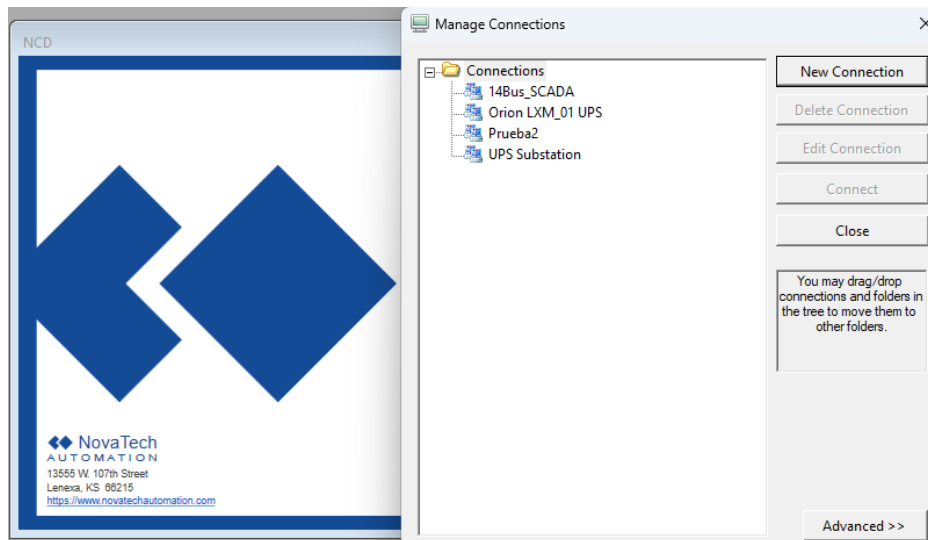 NCD
NovaTech
AUTOMATION
13555 W. 107th Street
Lenexa, KS 66215
https://www.novatechautomation.com
Manage Connections
Connections
14Bus_SCADA
Orion LXM_01 UPS
Prueba2
UPS Substation
New Connection
Delete Connection
Edit Connection
Connect
Close
You may drag/drop
connections and folders in
the tree to move them to
other folders.
Advanced >>